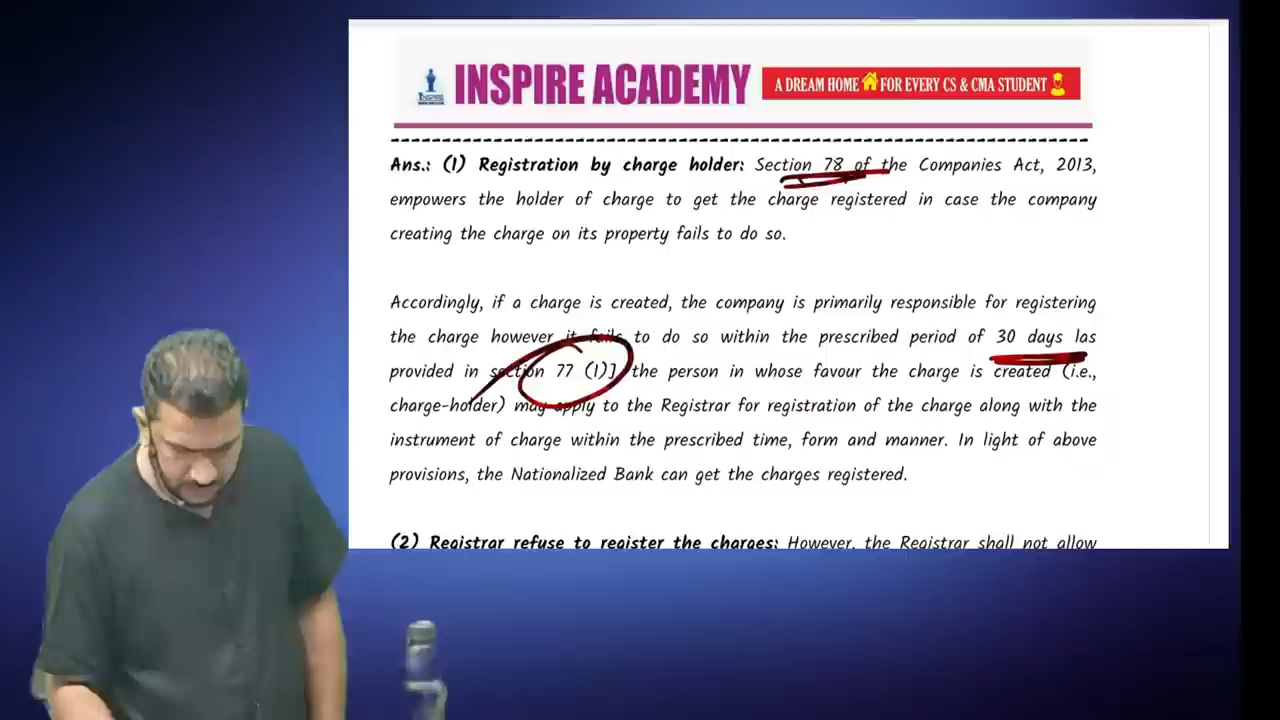 INSPIRE ACADEMY
A DREAM HOME FOR EVERY CS & CMA STUDENT
Ans.: (1) Registration by charge holder: Section 78 of the Companies Act, 2013,
empowers the holder of charge to get the charge registered in case the company
creating the charge on its property fails to do so.
Accordingly, if a charge is created, the company is primarily responsible for registering
the charge however it fails to do so within the prescribed period of 30 days las
provided in section 77 (1)] the person in whose favour the charge is created (i.e.,
charge-holder) may apply to the Registrar for registration of the charge along with the
instrument of charge within the prescribed time, form and manner. In light of above
provisions, the Nationalized Bank can get the charges registered.
(2) Registrar refuse to register the charges: However, the Registrar shall not allow